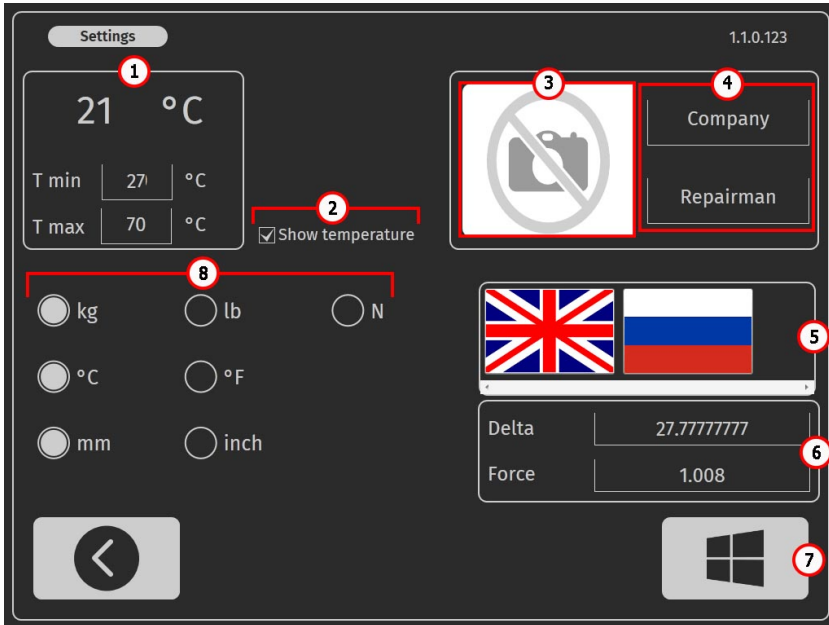 Settings
1.1.0.123
1
21 °C
T min 27 °C
T max 70 °C
2
Show temperature
3
4
Company
Repairman
8
kg lb N
°C °F
mm inch
5
Delta 27.77777777
Force 1.008
6
7